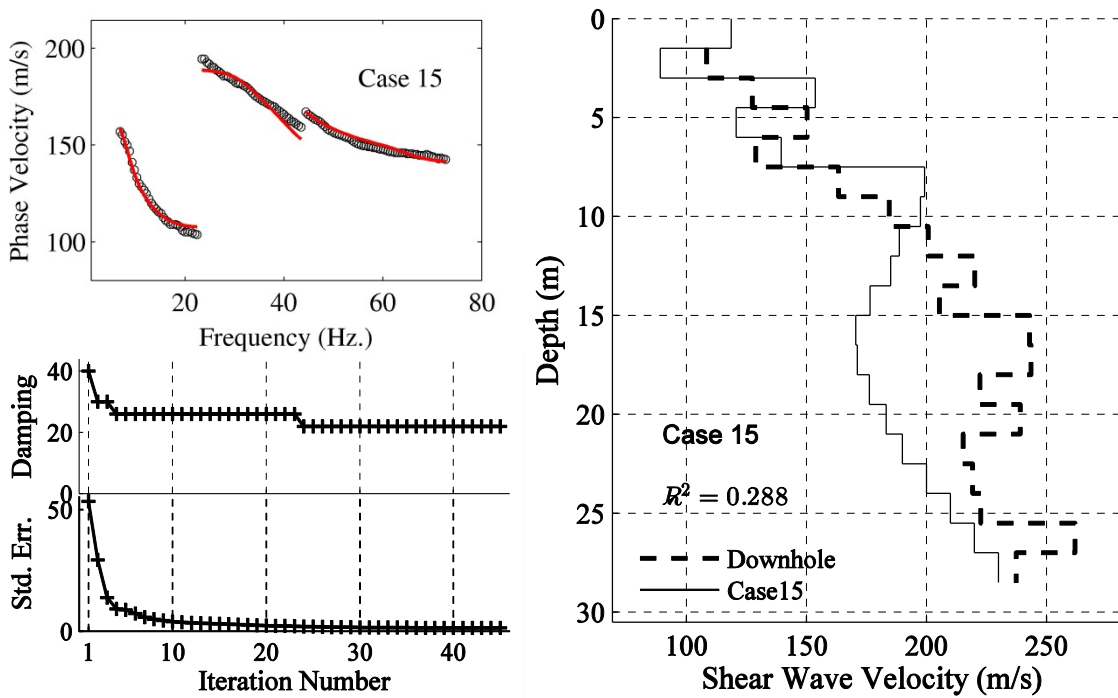 200
150
100
Phase Velocity (m/s)
Case 15
20
40
60
80
Frequency (Hz.)
40
20
0
Damping
50
0
Std. Err.
1
10
20
30
40
Iteration Number
0
5
10
15
20
25
30
Depth (m)
Case 15
R² = 0.288
Downhole
Case15
100
150
200
250
Shear Wave Velocity (m/s)